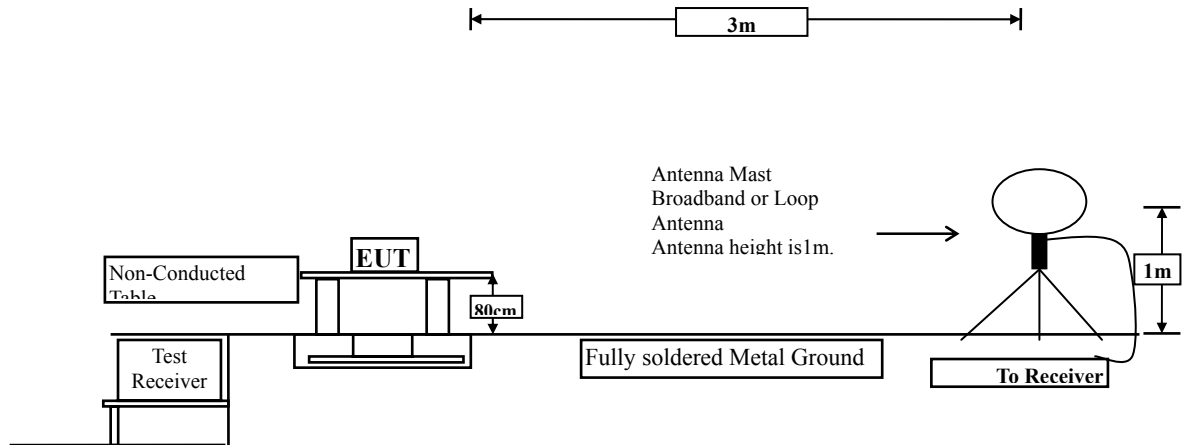 3m
Antenna Mast
Broadband or Loop
Antenna
Antenna height is1m.
EUT
Non-Conducted
Table
80cm
1m
Test
Receiver
Fully soldered Metal Ground
To Receiver